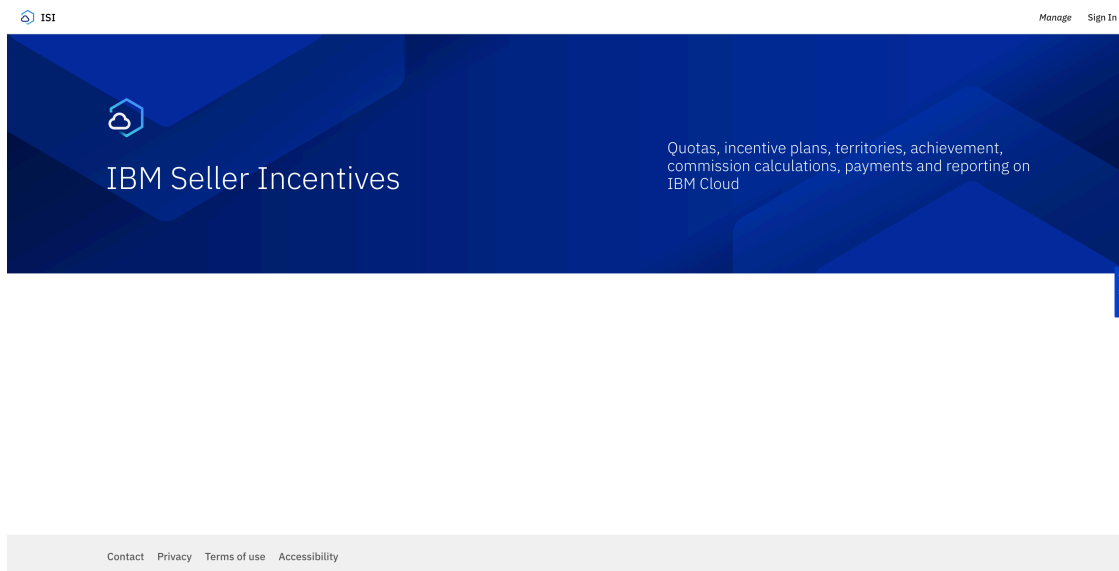 ISI
Manage Sign In
IBM Seller Incentives
Quotas, incentive plans, territories, achievement,
commission calculations, payments and reporting on
IBM Cloud
Contact Privacy Terms of use Accessibility